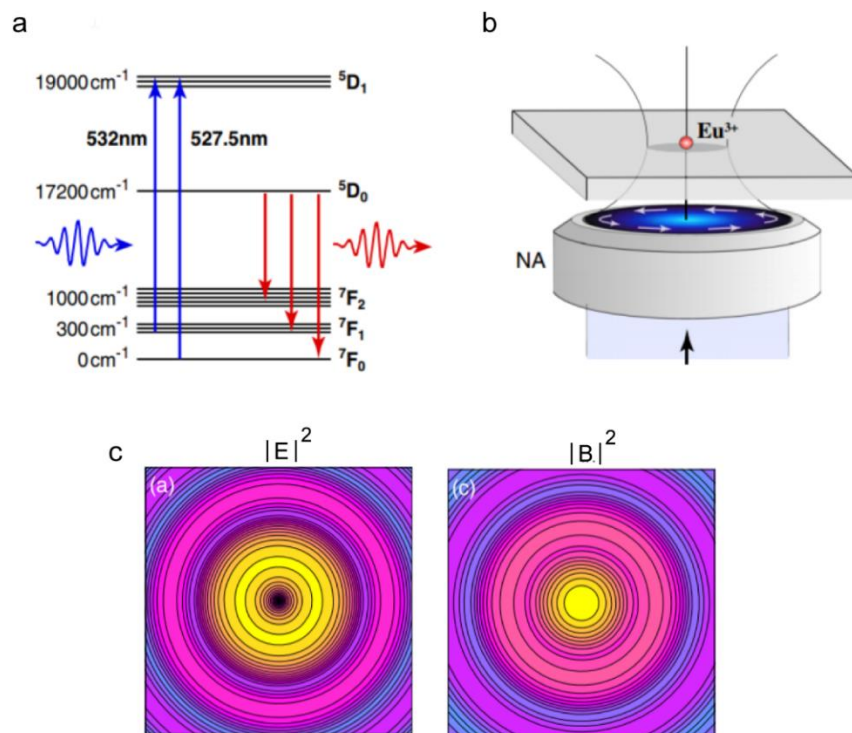 a
19000 cm⁻¹
⁵D₁
532nm
527.5nm
17200 cm⁻¹
⁵D₀
1000 cm⁻¹
⁷F₂
300 cm⁻¹
⁷F₁
0 cm⁻¹
⁷F₀
b
Eu³⁺
NA
c
|E|²
|B.|²
(a)
(c)